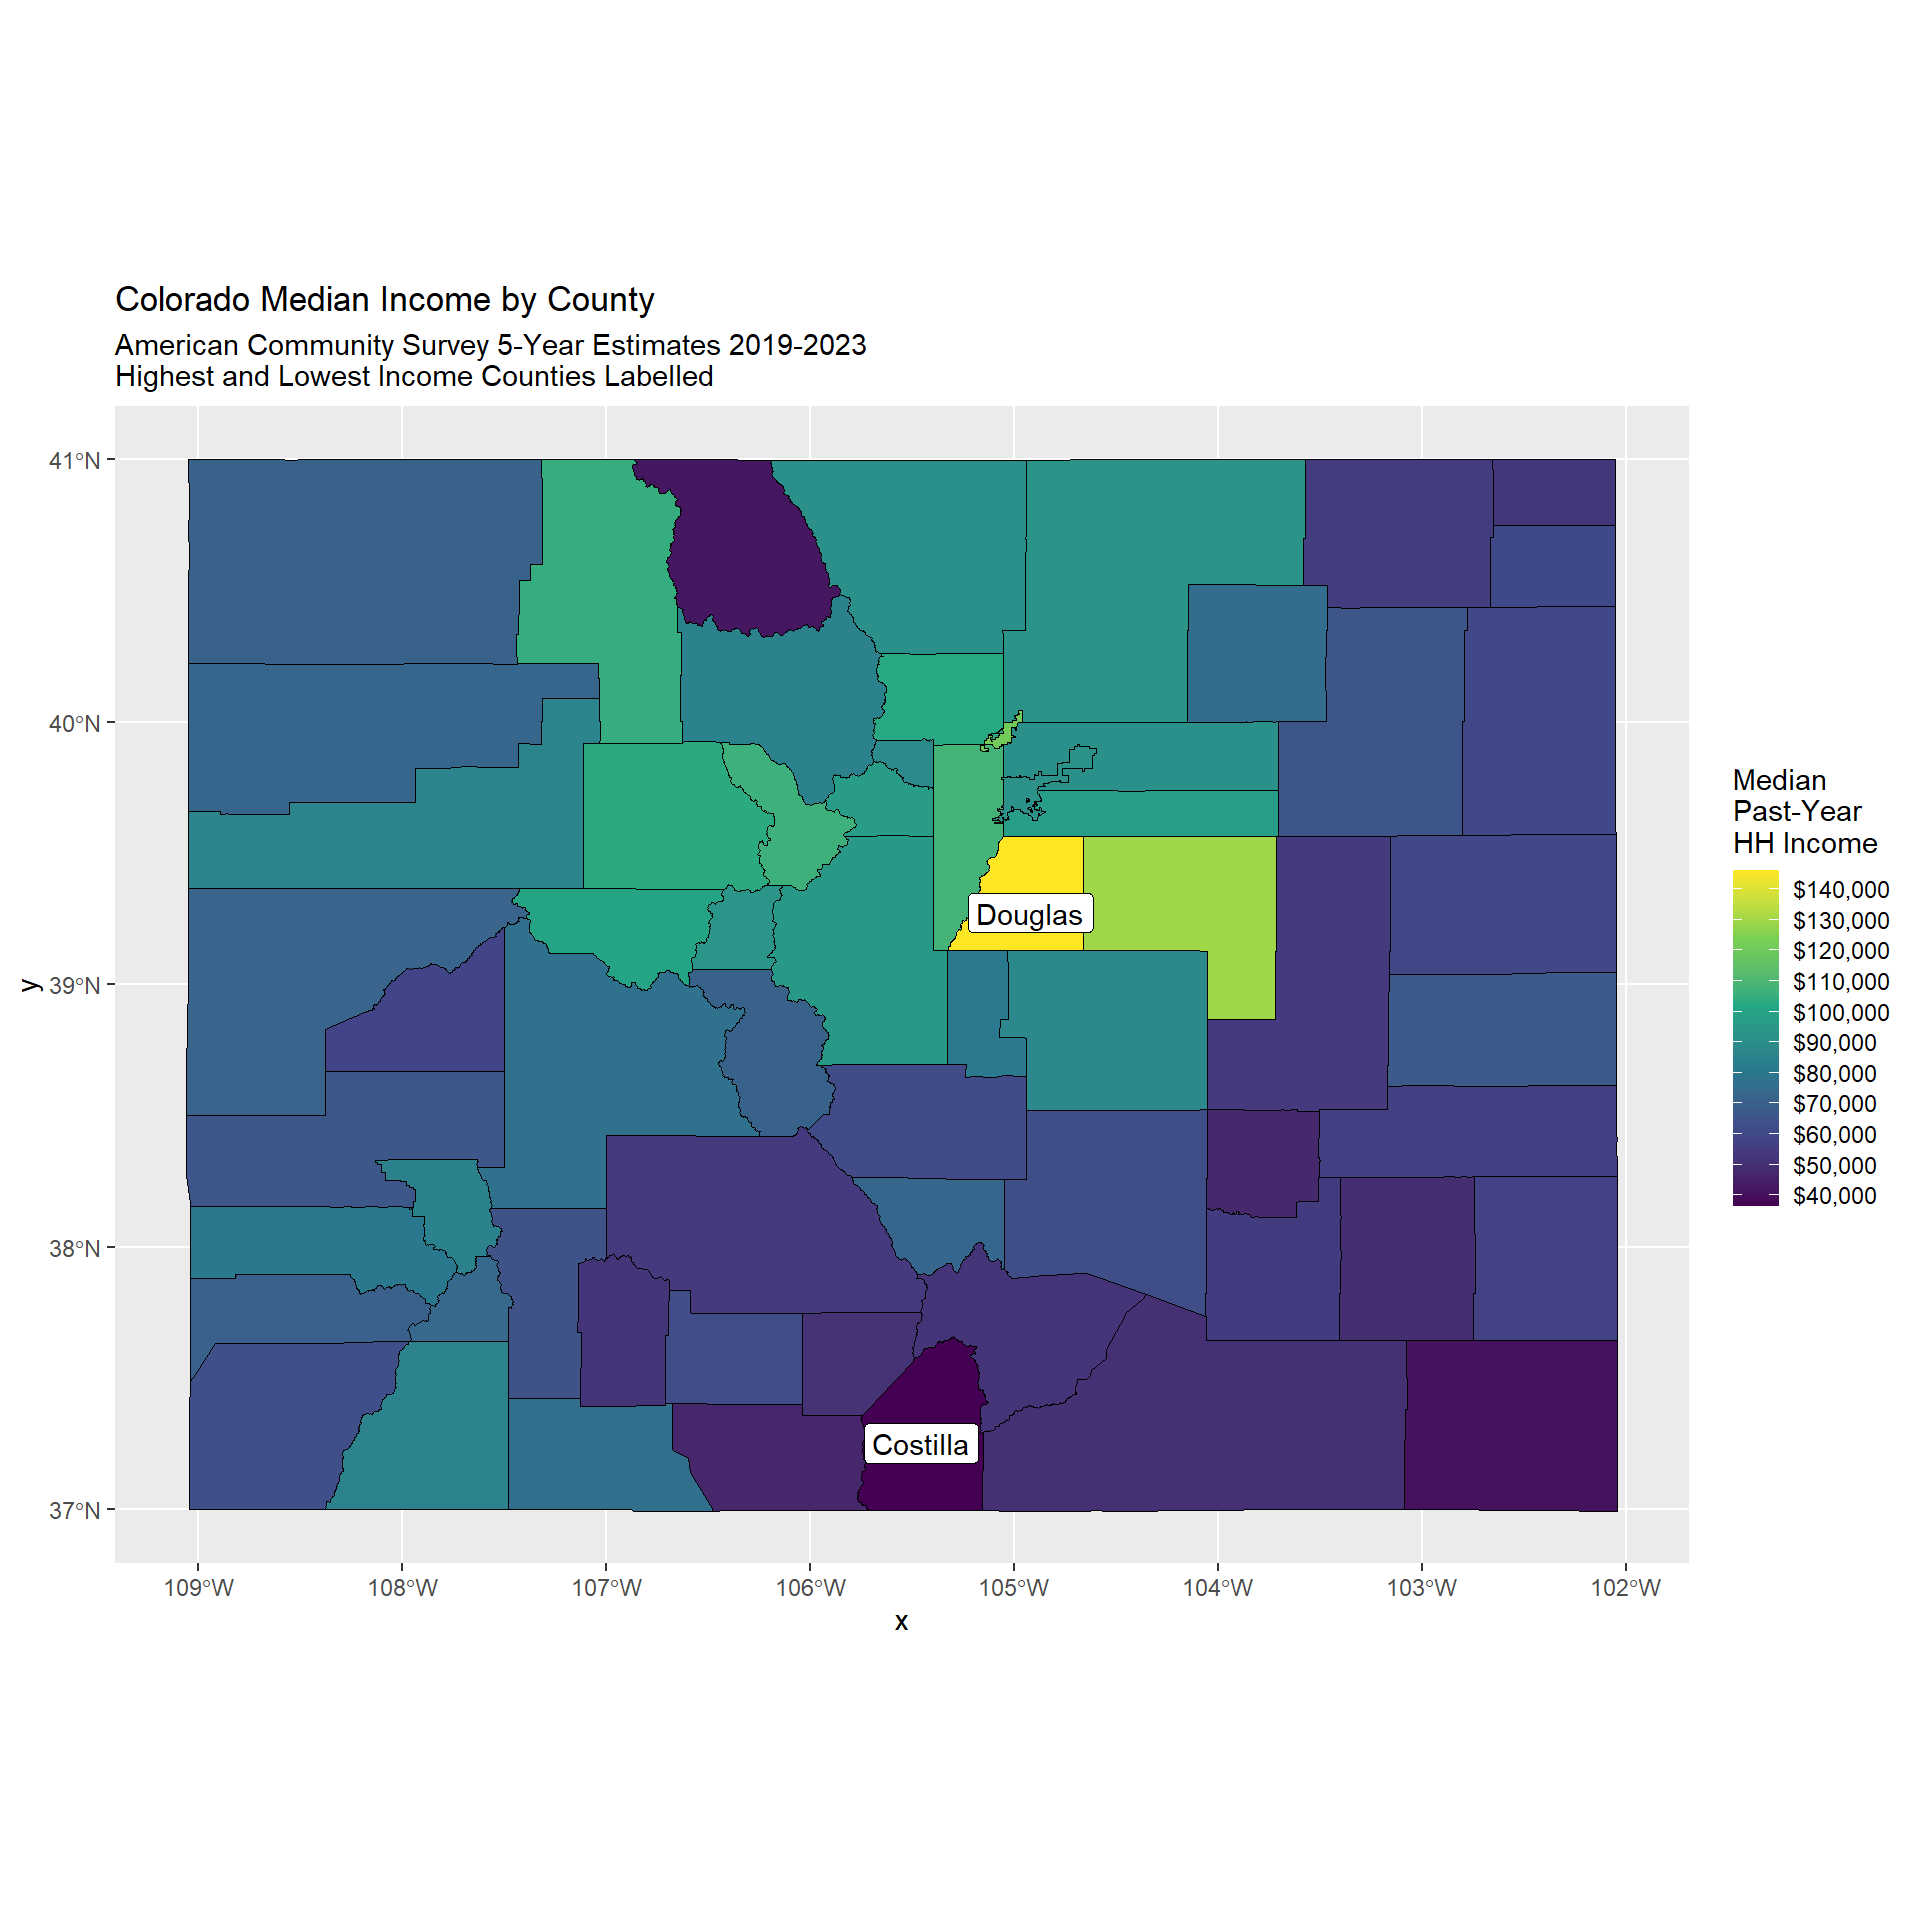 Colorado Median Income by County
American Community Survey 5-Year Estimates 2019-2023
Highest and Lowest Income Counties Labelled
41°N
40°N
39°N
38°N
37°N
y
Douglas
Costilla
109°W
108°W
107°W
106°W
105°W
104°W
103°W
102°W
x
Median
Past-Year
HH Income
$140,000
$130,000
$120,000
$110,000
$100,000
$90,000
$80,000
$70,000
$60,000
$50,000
$40,000